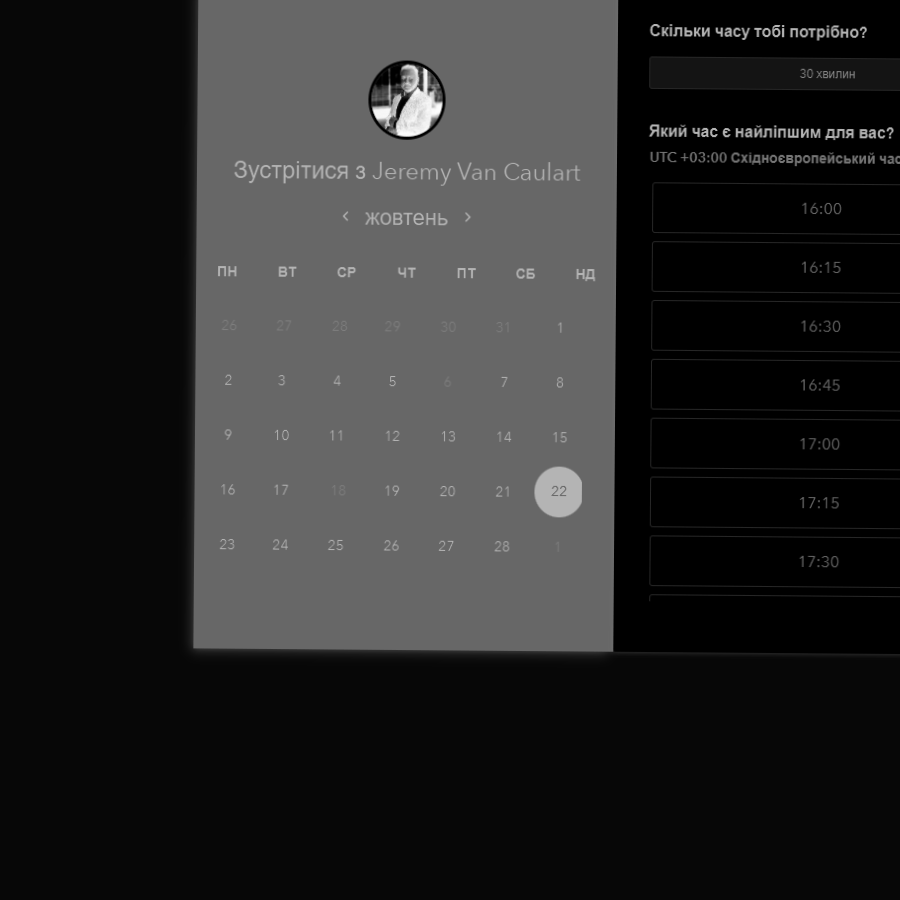 Зустрітися з Jeremy Van Caulart
‹ жовтень ›
ПН ВТ СР ЧТ ПТ СБ НД
26 27 28 29 30 31 1
2 3 4 5 6 7 8
9 10 11 12 13 14 15
16 17 18 19 20 21 22
23 24 25 26 27 28 1
Скільки часу тобі потрібно?
30 хвилин
Який час є найліпшим для вас?
UTC +03:00 Східноєвропейський час
16:00
16:15
16:30
16:45
17:00
17:15
17:30